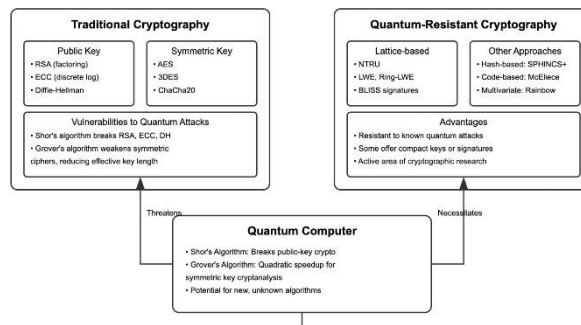 Traditional Cryptography
Public Key
• RSA (factoring)
• ECC (discrete log)
• Diffie-Hellman
Symmetric Key
• AES
• 3DES
• ChaCha20
Vulnerabilities to Quantum Attacks
• Shor's algorithm breaks RSA, ECC, DH
• Grover's algorithm weakens symmetric
ciphers, reducing effective key length
Quantum-Resistant Cryptography
Lattice-based
• NTRU
• LWE, Ring-LWE
• BLISS signatures
Other Approaches
• Hash-based: SPHINCS+
• Code-based: McEliece
• Multivariate: Rainbow
Advantages
• Resistant to known quantum attacks
• Some offer compact keys or signatures
• Active area of cryptographic research
Threatens
Necessitates
Quantum Computer
• Shor's Algorithm: Breaks public-key crypto
• Grover's Algorithm: Quadratic speedup for
symmetric key cryptanalysis
• Potential for new, unknown algorithms